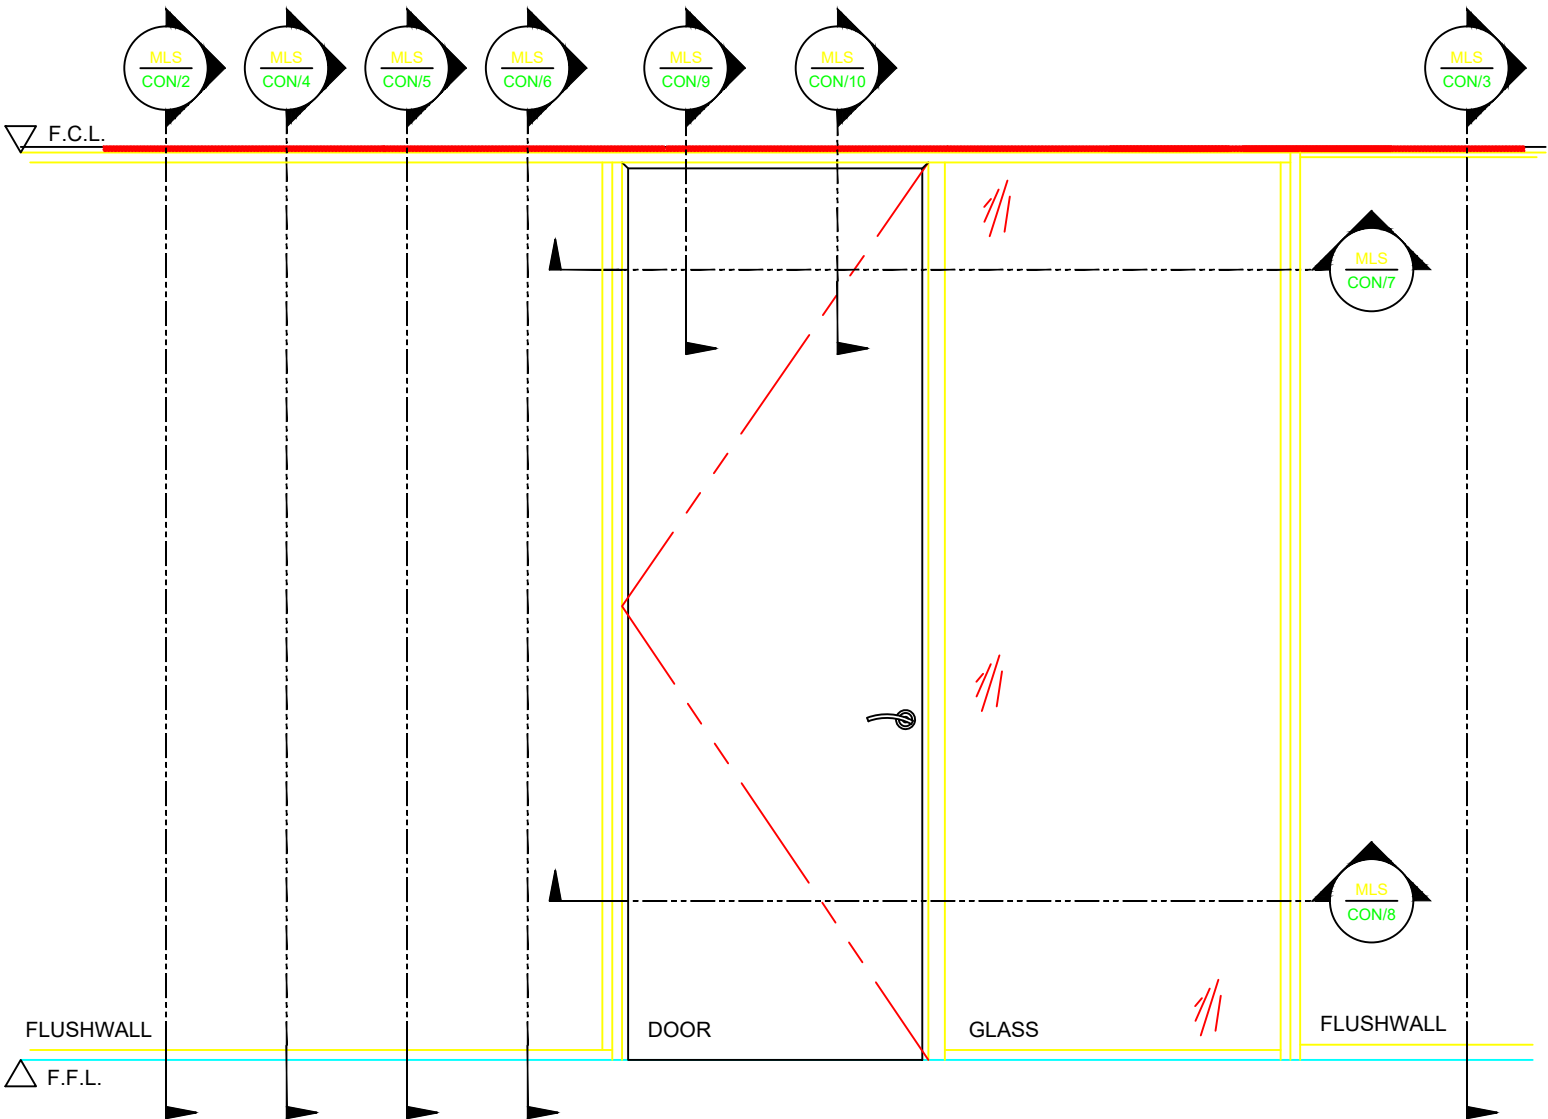 MLS
CON/2
MLS
CON/4
MLS
CON/5
MLS
CON/6
MLS
CON/9
MLS
CON/10
MLS
CON/3
F.C.L.
MLS
CON/7
MLS
CON/8
FLUSHWALL
DOOR
GLASS
FLUSHWALL
F.F.L.